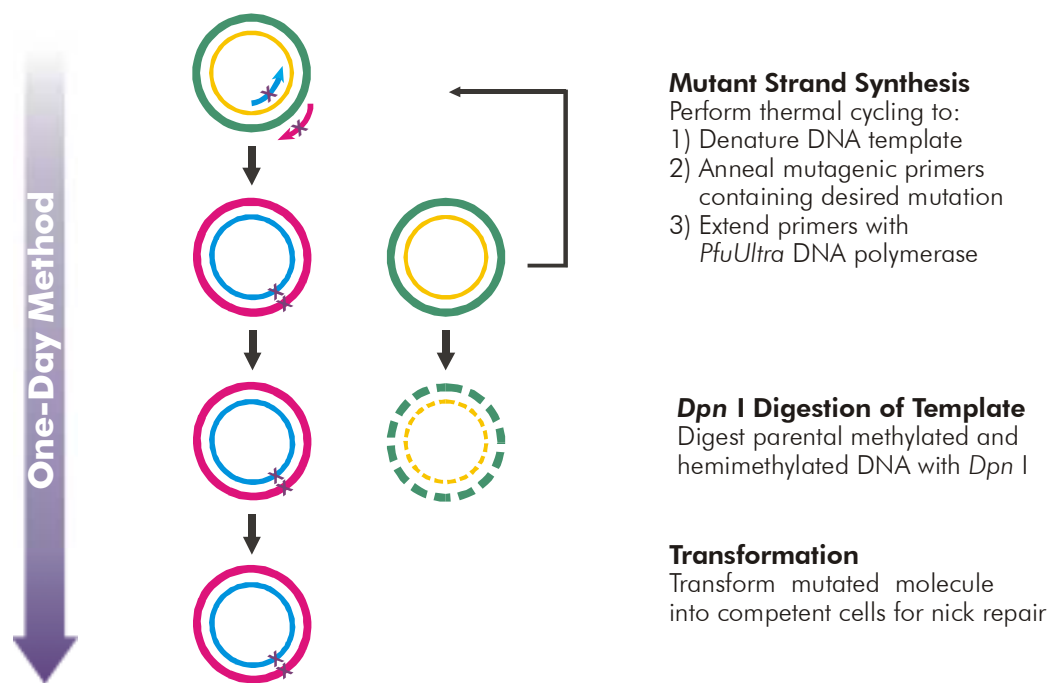 One-Day Method
Mutant Strand Synthesis
Perform thermal cycling to:
1) Denature DNA template
2) Anneal mutagenic primers
containing desired mutation
3) Extend primers with
PfuUltra DNA polymerase
Dpn I Digestion of Template
Digest parental methylated and
hemimethylated DNA with Dpn I
Transformation
Transform mutated molecule
into competent cells for nick repair